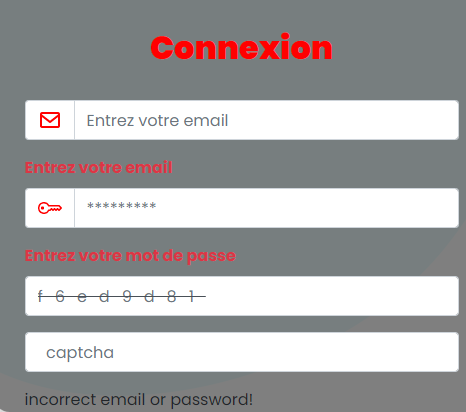 Connexion
Entrez votre email
Entrez votre email
*********
Entrez votre mot de passe
f 6 e d 9 d 8 1
captcha
incorrect email or password!